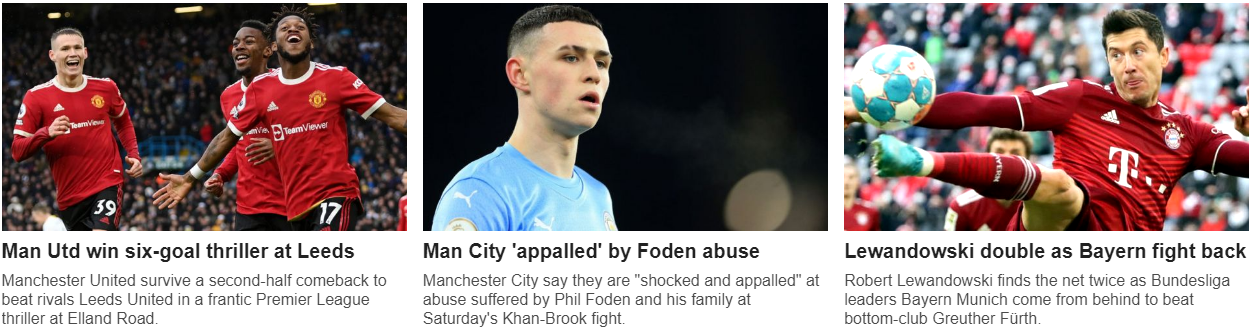 TeamViewer
39
TeamViewer
17
T
BAYERN
Man Utd win six-goal thriller at Leeds
Manchester United survive a second-half comeback to
beat rivals Leeds United in a frantic Premier League
thriller at Elland Road.
Man City 'appalled' by Foden abuse
Manchester City say they are "shocked and appalled" at
abuse suffered by Phil Foden and his family at
Saturday's Khan-Brook fight.
Lewandowski double as Bayern fight back
Robert Lewandowski finds the net twice as Bundesliga
leaders Bayern Munich come from behind to beat
bottom-club Greuther Fürth.